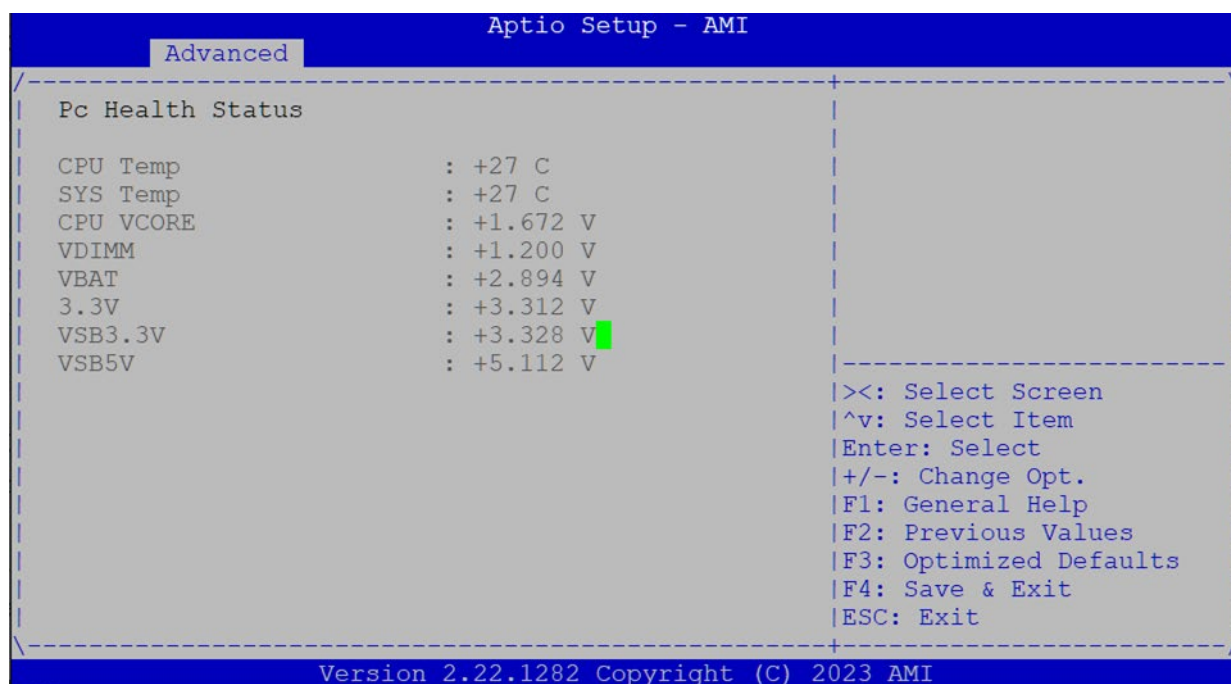 Aptio Setup - AMI
Advanced
Pc Health Status
CPU Temp : +27 C
SYS Temp : +27 C
CPU VCORE : +1.672 V
VDIMM : +1.200 V
VBAT : +2.894 V
3.3V : +3.312 V
VSB3.3V : +3.328 V
VSB5V : +5.112 V
><: Select Screen
^v: Select Item
Enter: Select
+/-: Change Opt.
F1: General Help
F2: Previous Values
F3: Optimized Defaults
F4: Save & Exit
ESC: Exit
Version 2.22.1282 Copyright (C) 2023 AMI